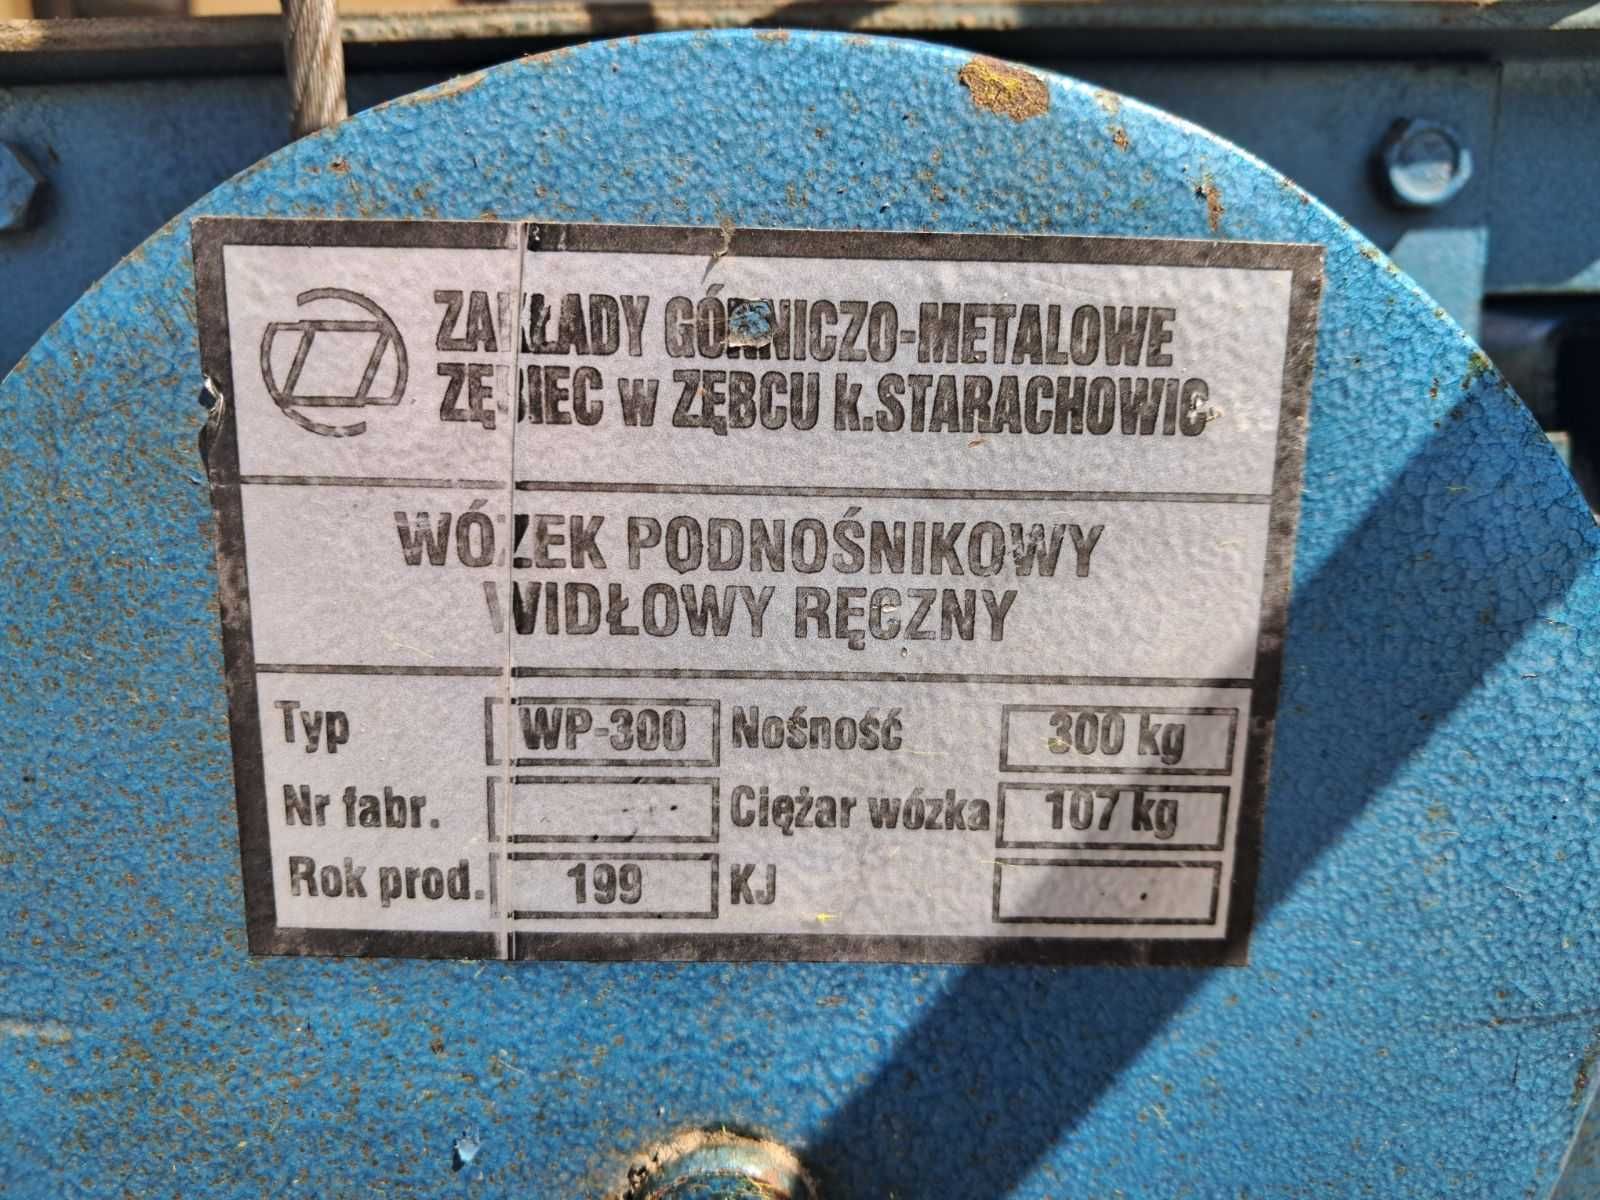 ZAKŁADY GÓRNICZO-METALOWE
ZĘBIEC w ZĘBCU k.STARACHOWIC
WÓZEK PODNOŚNIKOWY
WIDŁOWY RĘCZNY
Typ WP-300 Nośność 300 kg
Nr fabr. Ciężar wózka 107 kg
Rok prod. 199 KJ